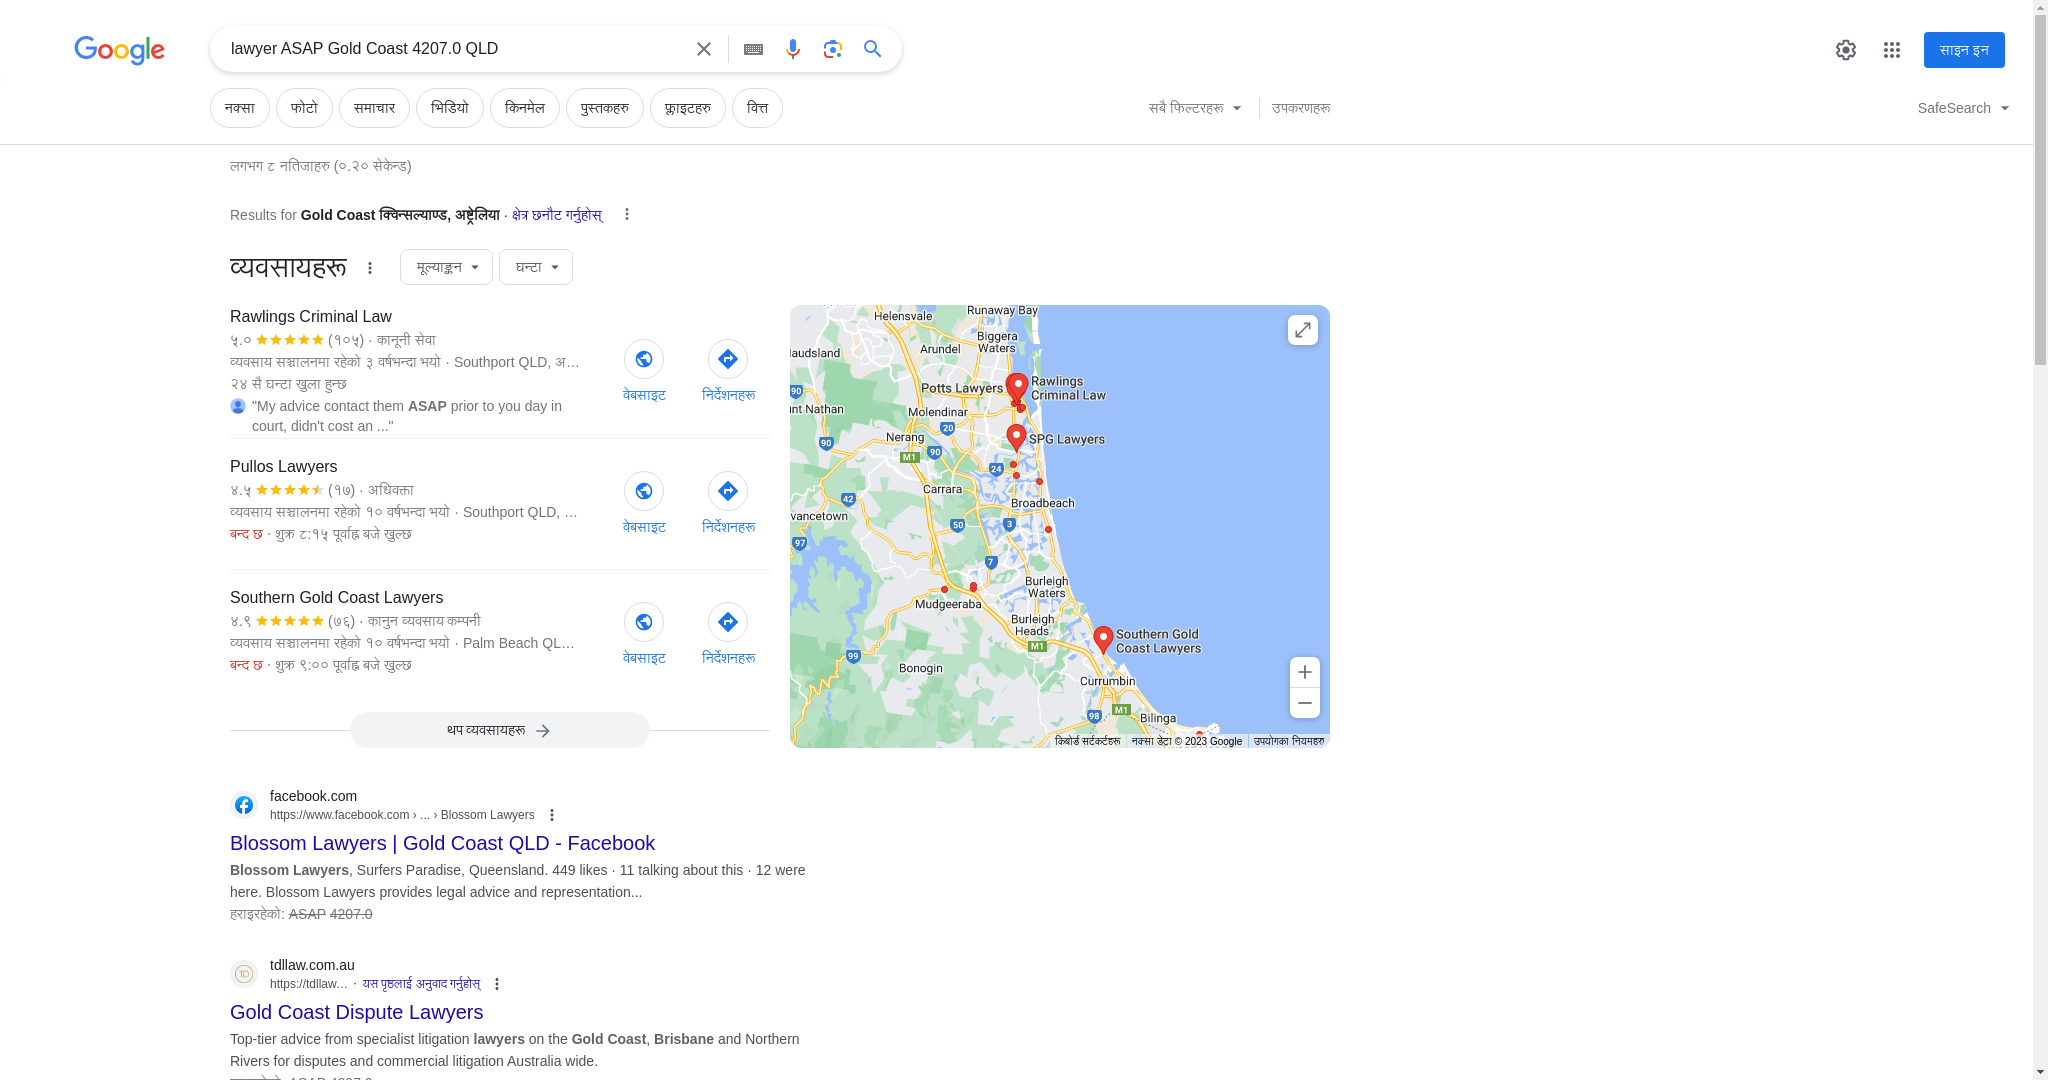 Google
lawyer ASAP Gold Coast 4207.0 QLD
साइन इन
नक्सा
फोटो
समाचार
भिडियो
किनमेल
पुस्तकहरु
फ्लाइटहरु
वित्त
सबै फिल्टरहरू
उपकरणहरू
SafeSearch
लगभग ८ नतिजाहरु (०.२० सेकेन्ड)
Results for Gold Coast क्विन्सल्याण्ड, अष्ट्रेलिया · क्षेत्र छनौट गर्नुहोस्
व्यवसायहरू
मूल्याङ्कन
घन्टा
Rawlings Criminal Law
५.० (१०५) · कानूनी सेवा
व्यवसाय सञ्चालनमा रहेको ३ वर्षभन्दा भयो · Southport QLD, अ...
२४ सै घन्टा खुला हुन्छ
"My advice contact them ASAP prior to you day in
court, didn't cost an ..."
वेबसाइट
निर्देशनहरू
Pullos Lawyers
४.५ (१७) · अधिवक्ता
व्यवसाय सञ्चालनमा रहेको १० वर्षभन्दा भयो · Southport QLD, ...
बन्द छ · शुक्र ८:१५ पूर्वाह्न बजे खुल्छ
वेबसाइट
निर्देशनहरू
Southern Gold Coast Lawyers
४.९ (७६) · कानुन व्यवसाय कम्पनी
व्यवसाय सञ्चालनमा रहेको १० वर्षभन्दा भयो · Palm Beach QL...
बन्द छ · शुक्र ९:०० पूर्वाह्न बजे खुल्छ
वेबसाइट
निर्देशनहरू
थप व्यवसायहरू
Runaway Bay
Helensvale
Biggera
Waters
Arundel
laudsland
Potts Lawyers
Rawlings
Criminal Law
90
nt Nathan
Molendinar
20
Nerang
90
SPG Lawyers
90
M1
24
Carrara
42
Broadbeach
vancetown
50
3
97
7
Burleigh
Waters
Mudgeeraba
Burleigh
Heads
Southern Gold
Coast Lawyers
M1
99
Bonogin
Currumbin
M1
98
Bilinga
किबोर्ड सर्टकर्टहरू
नक्सा डेटा © 2023 Google
उपयोगका नियमहरु
facebook.com
https://www.facebook.com › ... › Blossom Lawyers
Blossom Lawyers | Gold Coast QLD - Facebook
Blossom Lawyers, Surfers Paradise, Queensland. 449 likes · 11 talking about this · 12 were
here. Blossom Lawyers provides legal advice and representation...
हराइरहेको: ASAP 4207.0
TD
tdllaw.com.au
https://tdllaw... · यस पृष्ठलाई अनुवाद गर्नुहोस्
Gold Coast Dispute Lawyers
Top-tier advice from specialist litigation lawyers on the Gold Coast, Brisbane and Northern
Rivers for disputes and commercial litigation Australia wide.